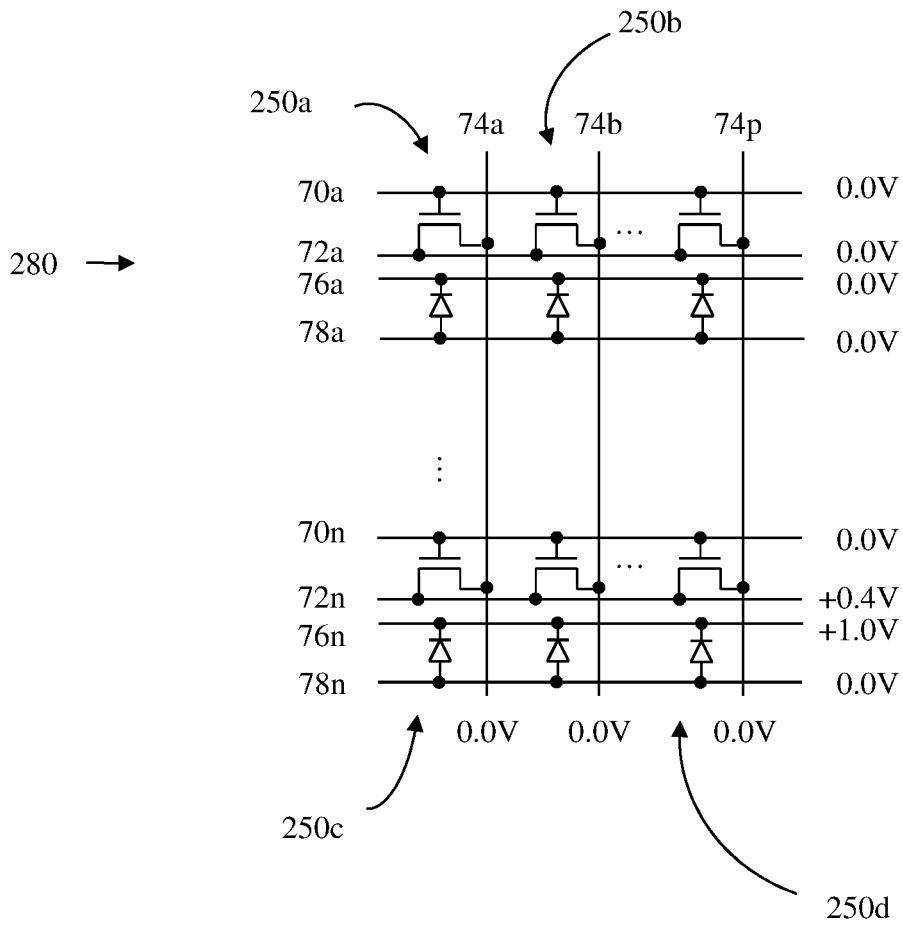 250b
250a
74a 74b 74p
70a 0.0V
...
72a 0.0V
280
76a 0.0V
78a 0.0V
...
70n 0.0V
...
72n +0.4V
76n +1.0V
78n 0.0V
0.0V 0.0V 0.0V
250c
250d